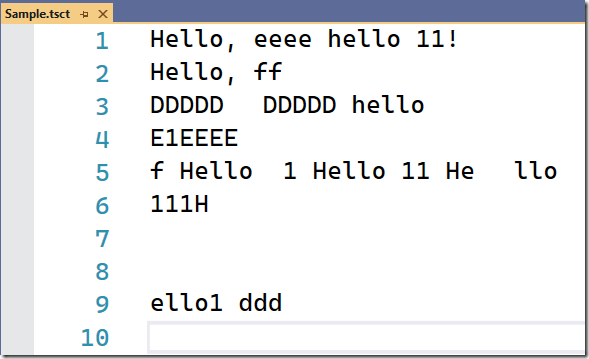 Sample.tsct
1 Hello, eeee hello 11!
2 Hello, ff
3 DDDDD  DDDDD hello
4 E1EEEE
5 f Hello  1 Hello 11 He  llo
6 111H
7
8
9 ello1 ddd
10